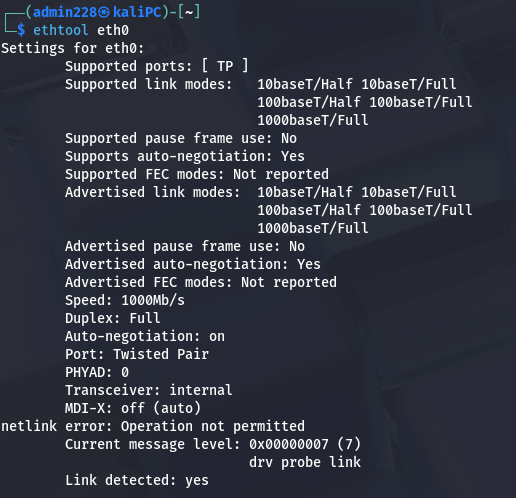 ┌──(admin228㉿kaliPC)-[~]
└─$ ethtool eth0
Settings for eth0:
        Supported ports: [ TP ]
        Supported link modes:   10baseT/Half 10baseT/Full
                                100baseT/Half 100baseT/Full
                                1000baseT/Full
        Supported pause frame use: No
        Supports auto-negotiation: Yes
        Supported FEC modes: Not reported
        Advertised link modes:  10baseT/Half 10baseT/Full
                                100baseT/Half 100baseT/Full
                                1000baseT/Full
        Advertised pause frame use: No
        Advertised auto-negotiation: Yes
        Advertised FEC modes: Not reported
        Speed: 1000Mb/s
        Duplex: Full
        Auto-negotiation: on
        Port: Twisted Pair
        PHYAD: 0
        Transceiver: internal
        MDI-X: off (auto)
netlink error: Operation not permitted
        Current message level: 0x00000007 (7)
                               drv probe link
        Link detected: yes